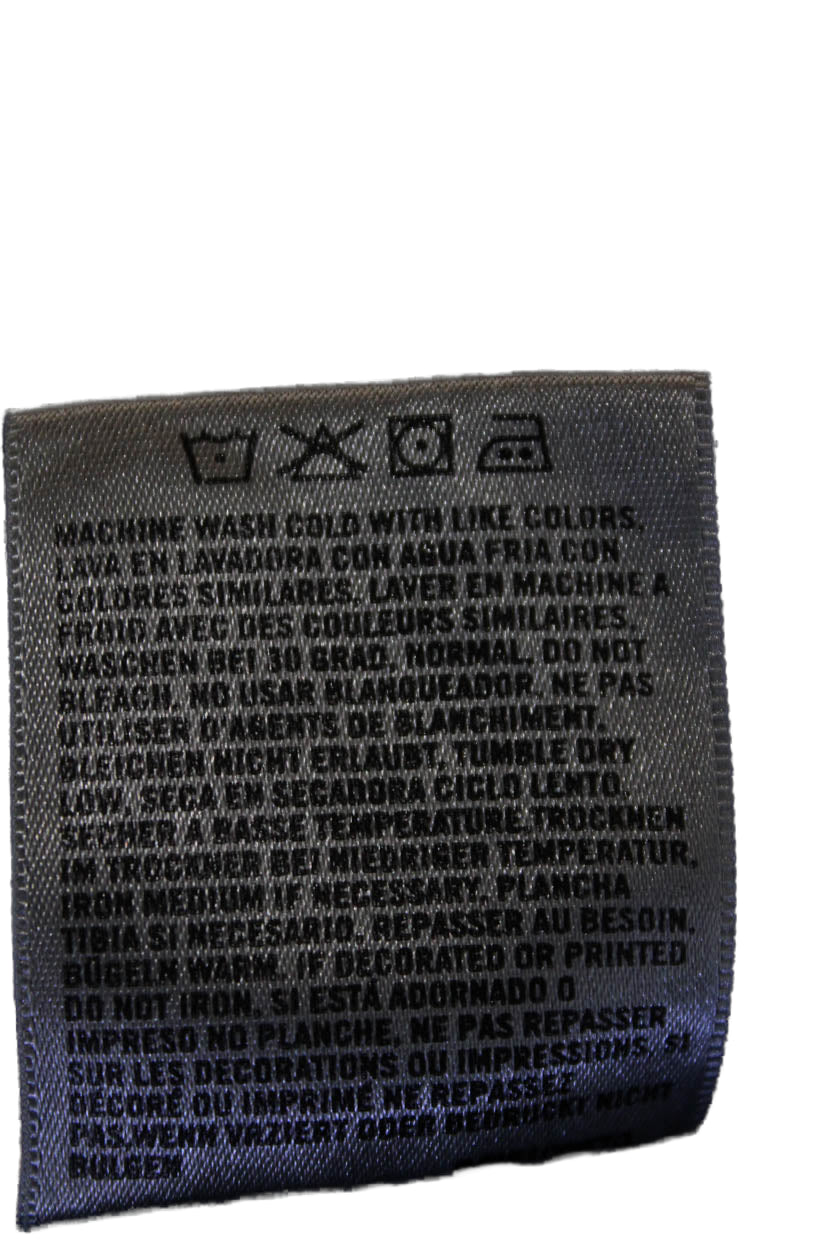 MACHINE WASH COLD WITH LIKE COLORS.
LAVA EN LAVADORA CON AGUA FRIA CON
COLORES SIMILARES. LAVER EN MACHINE A
FROID AVEC DES COULEURS SIMILAIRES.
WASCHEN BEI 30 GRAD. NORMAL. DO NOT
BLEACH. NO USAR BLANQUEADOR. NE PAS
UTILISER D'AGENTS DE BLANCHIMENT.
BLEICHEN NICHT ERLAUBT. TUMBLE DRY
LOW. SECA EN SECADORA CICLO LENTO.
SECHER A BASSE TEMPERATURE.TROCKNEN
IM TROCKNER BEI NIEDRIGER TEMPERATUR.
IRON MEDIUM IF NECESSARY. PLANCHA
TIBIA SI NECESARIO. REPASSER AU BESOIN.
BÜGELN WARM. IF DECORATED OR PRINTED
DO NOT IRON. SI ESTÁ ADORNADO O
IMPRESO NO PLANCHE. NE PAS REPASSER
SUR LES DECORATIONS OU IMPRESSIONS. SI
DECORÉ OU IMPRIMÉ NE REPASSEZ
PAS.WENN VRZIERT ODER BEDRUCKT NICHT
BÜLGEN